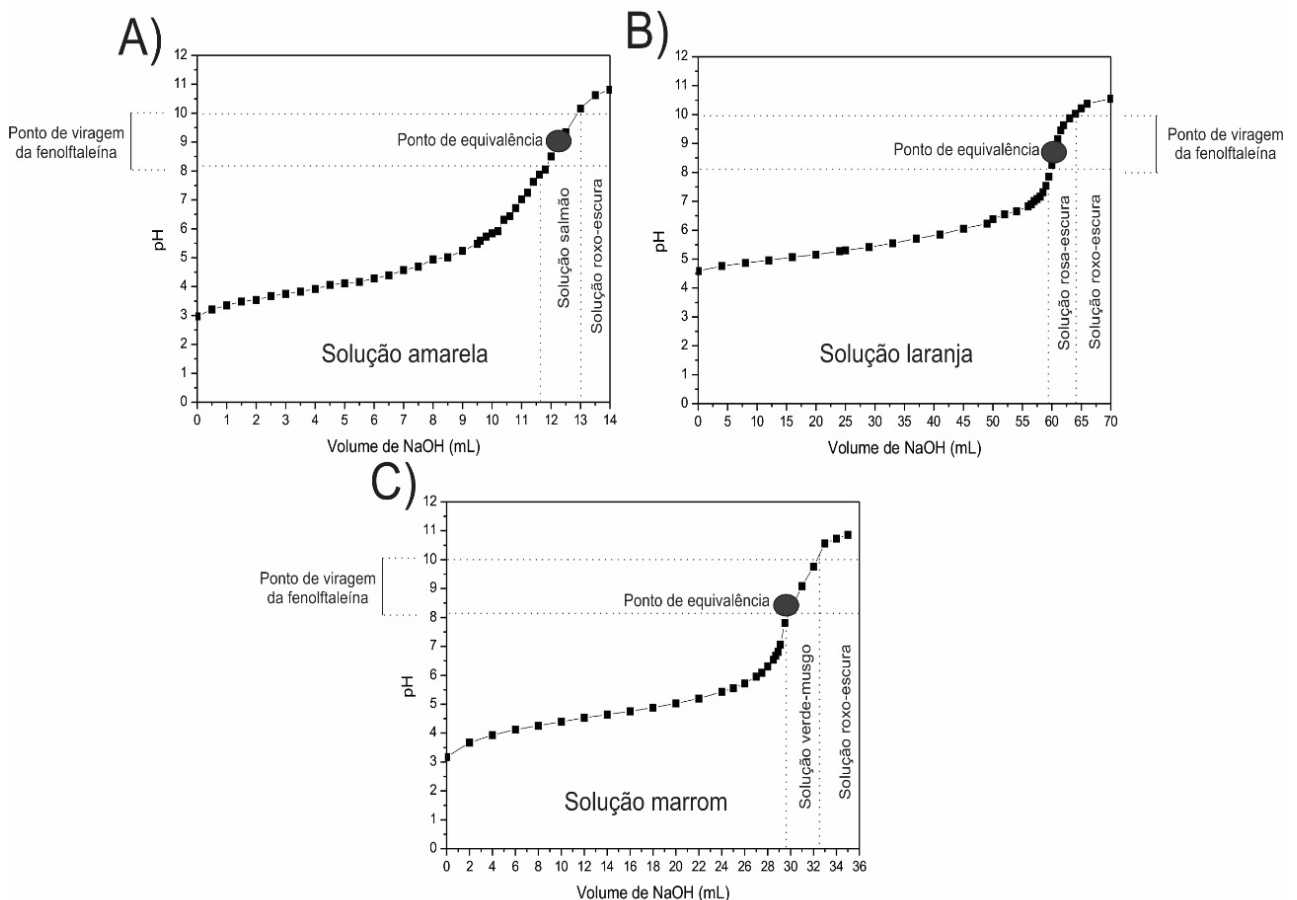 A)
12
11
10
9
8
7
6
5
4
3
2
1
0
pH
Ponto de viragem
da fenolftaleína
Ponto de equivalência
Solução salmão
Solução roxo-escura
Solução amarela
0 1 2 3 4 5 6 7 8 9 10 11 12 13 14
Volume de NaOH (mL)
B)
12
11
10
9
8
7
6
5
4
3
2
1
0
pH
Ponto de equivalência
Ponto de viragem
da fenolftaleína
Solução rosa-escura
Solução roxo-escura
Solução laranja
0 5 10 15 20 25 30 35 40 45 50 55 60 65 70
Volume de NaOH (mL)
C)
12
11
10
9
8
7
6
5
4
3
2
1
0
pH
Ponto de viragem
da fenolftaleína
Ponto de equivalência
Solução verde-musgo
Solução roxo-escura
Solução marrom
0 2 4 6 8 10 12 14 16 18 20 22 24 26 28 30 32 34 36
Volume de NaOH (mL)